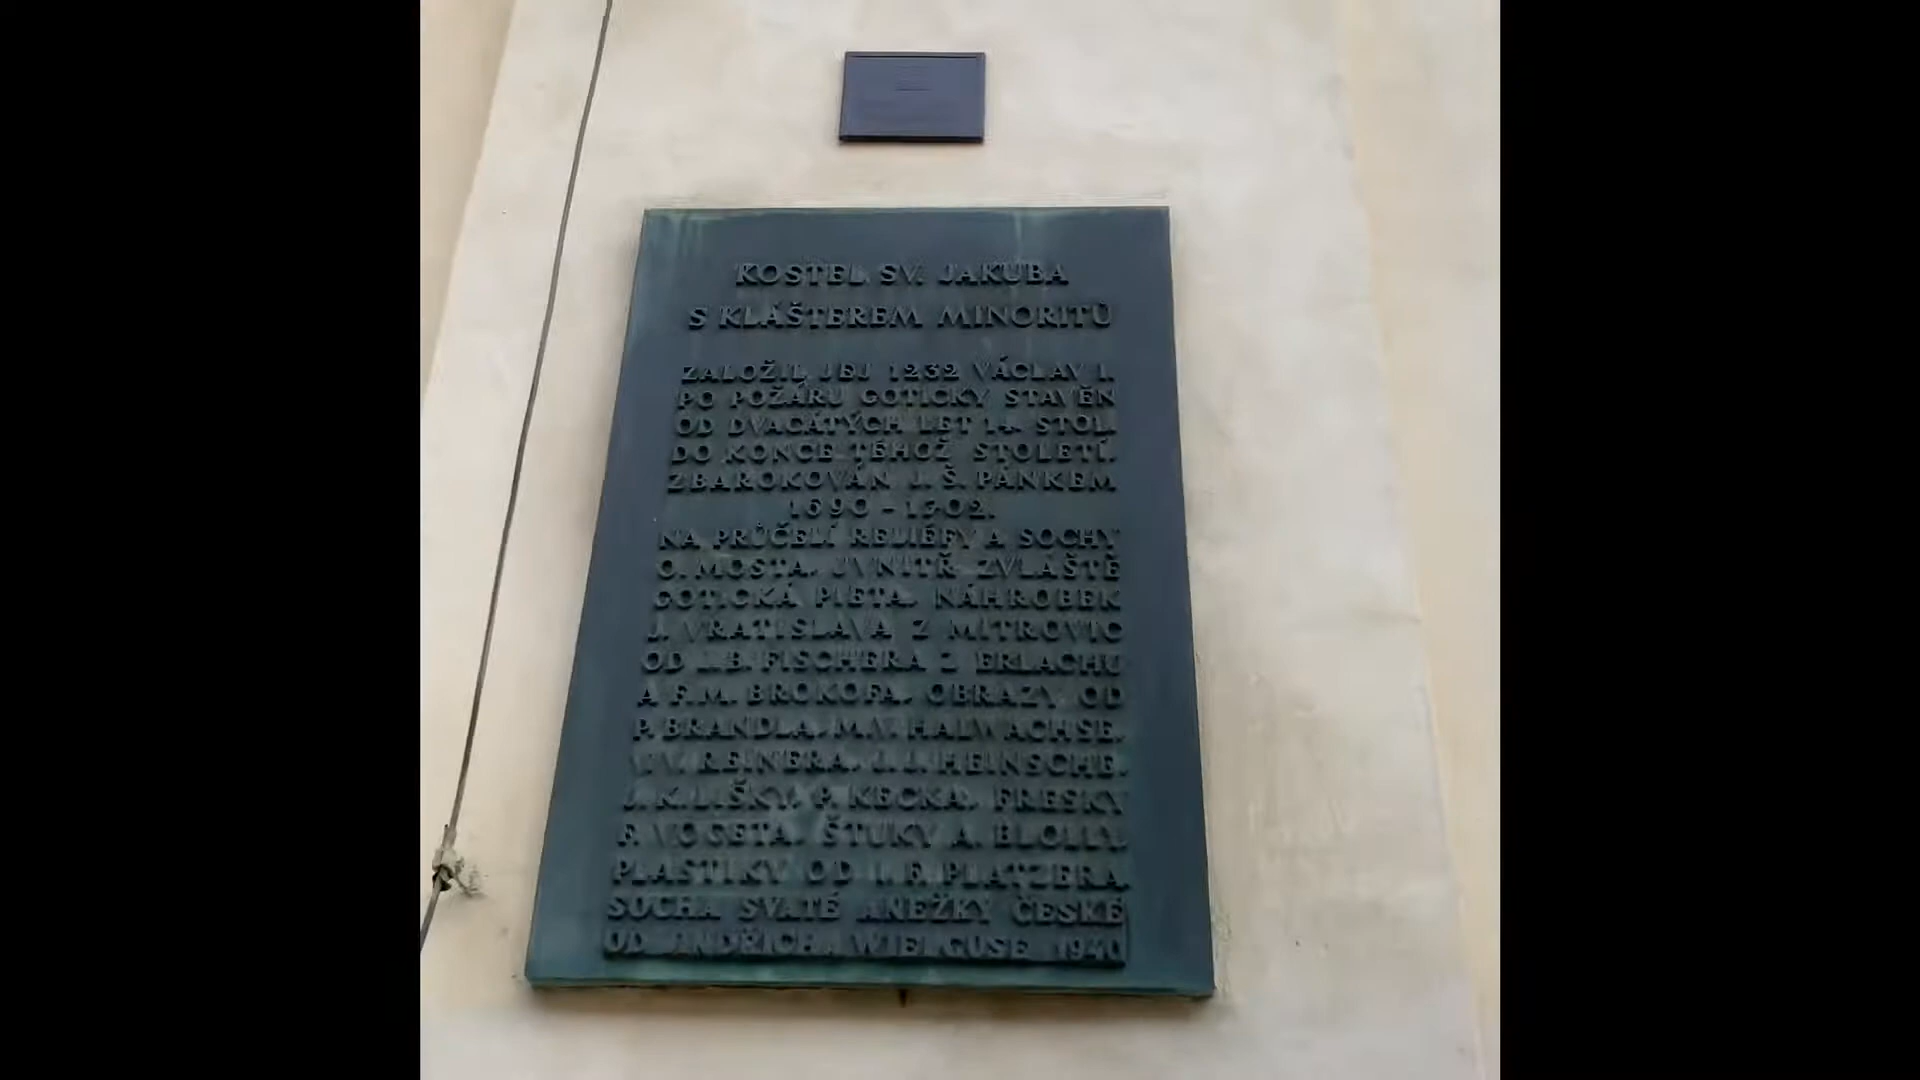 KOSTEL SV. JAKUBA
S KLÁŠTEREM MINORITŮ
ZALOŽIL JEJ 1232 VÁCLAV I.
PO POŽÁRU GOTICKY STAVĚN
OD DVACÁTÝCH LET 14. STOL.
DO KONCE TÉHOŽ STOLETÍ.
ZBAROKOVÁN J. Š. PÁNKEM
1690 - 1702.
NA PRŮČELÍ RELIÉFY A SOCHY
O. MOSTA. UVNITŘ ZVLÁŠTĚ
GOTICKÁ PIETA. NÁHROBEK
J. VRATISLAVA Z MITROVIC
OD J. B. FISCHERA Z ERLACHU
A F. M. BROKOFA. OBRAZY OD
P. BRANDLA, M. V. HALWACHSE,
V. V. REINERA, J. J. HEINSCHE,
J. K. LIŠKY, P. KECKA. FRESKY
F. VOGETA. ŠTUKY A. BLOLLY.
PLASTIKY OD I. F. PLATZERA.
SOCHA SVATÉ ANEŽKY ČESKÉ
OD JINDŘICHA WIELGUSE 1940